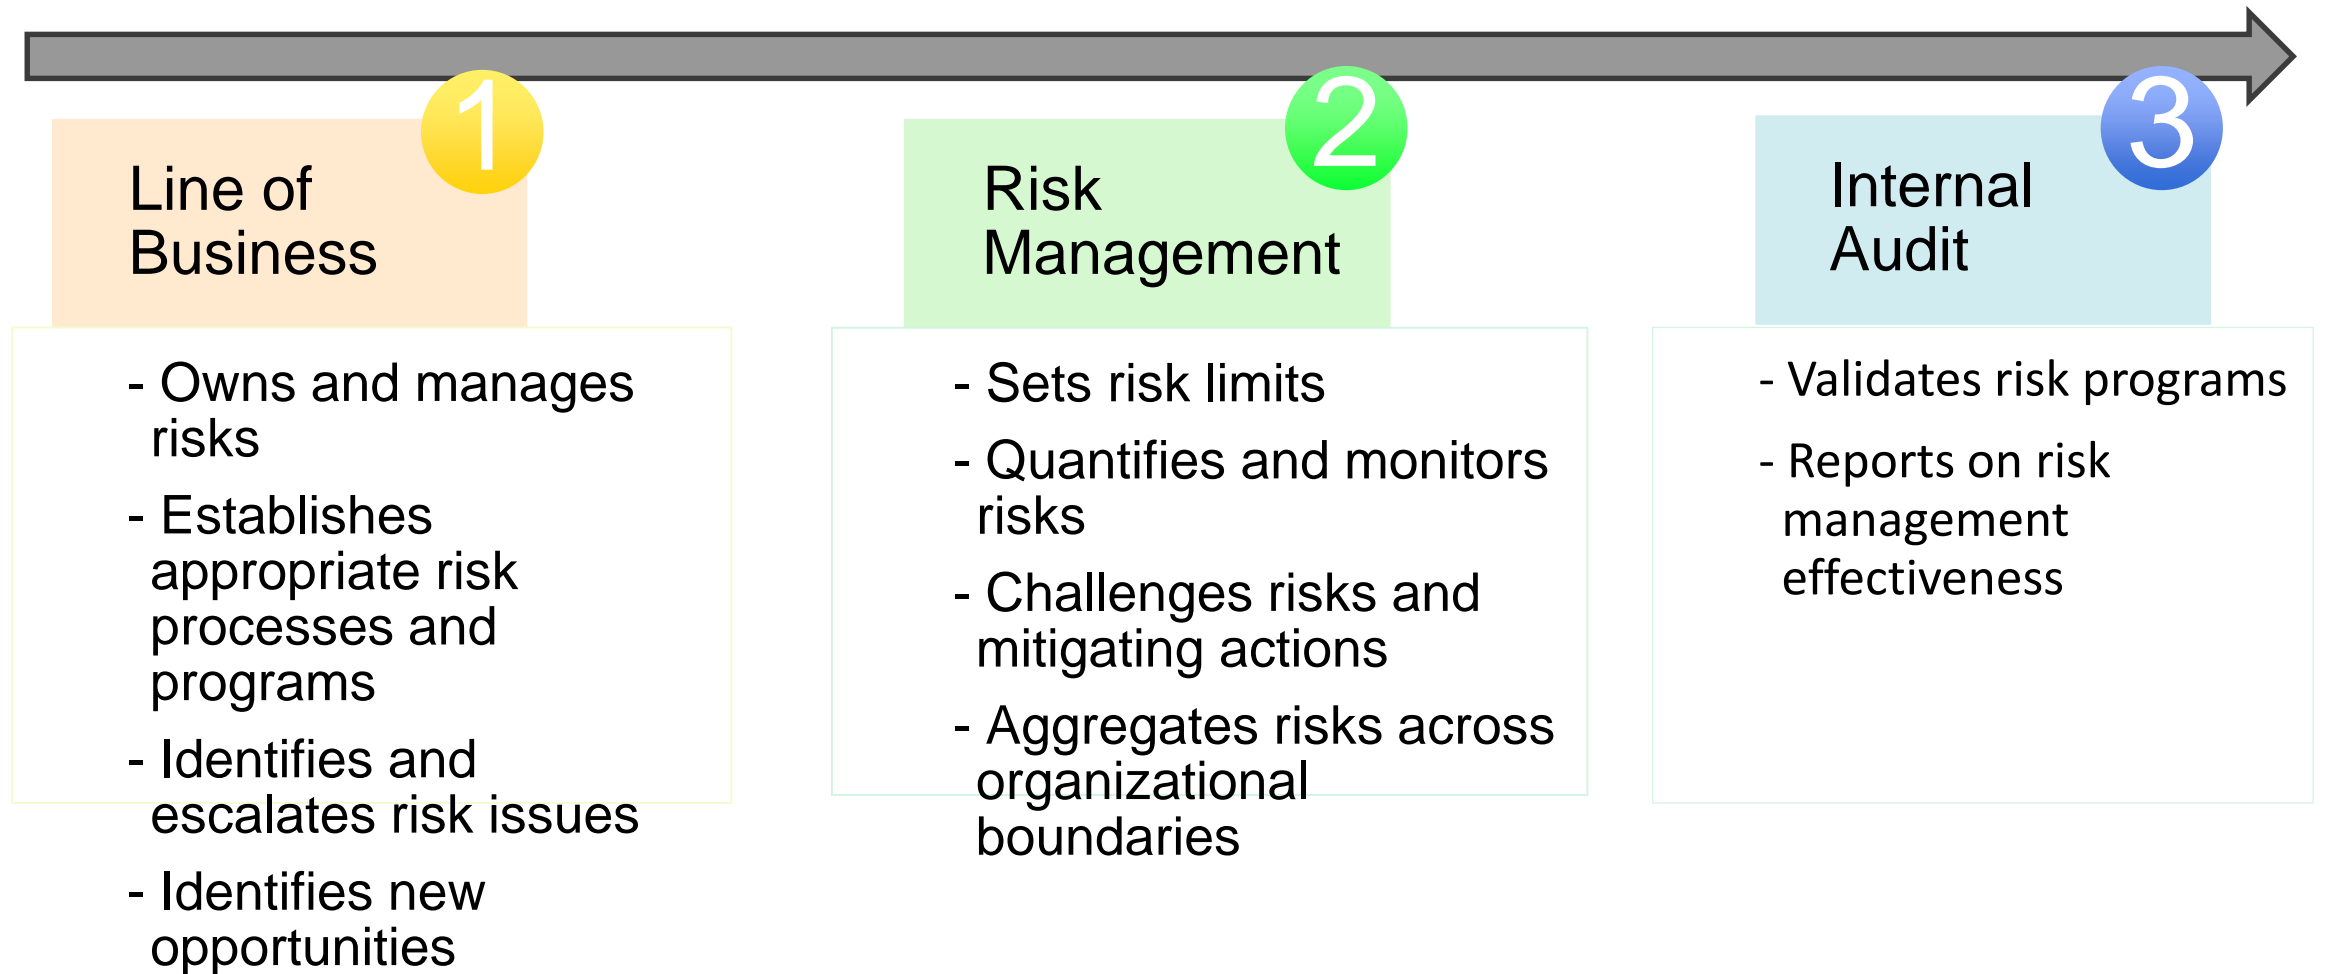 1
Line of
Business
- Owns and manages
risks
- Establishes
appropriate risk
processes and
programs
- Identifies and
escalates risk issues
- Identifies new
opportunities
2
Risk
Management
- Sets risk limits
- Quantifies and monitors
risks
- Challenges risks and
mitigating actions
- Aggregates risks across
organizational
boundaries
3
Internal
Audit
- Validates risk programs
- Reports on risk
management
effectiveness